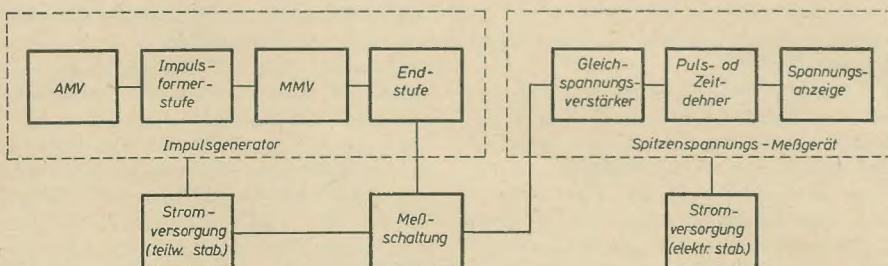 AMV
Impuls-
former-
stufe
MMV
End-
stufe
Impulsgenerator
Gleich-
spannungs-
verstärker
Puls- od
Zeit-
dehner
Spannungs-
anzeige
Spitzenspannungs-Meßgerät
Strom-
versorgung
(teilw. stab.)
Meß-
schaltung
Strom-
versorgung
(elektr. stab.)